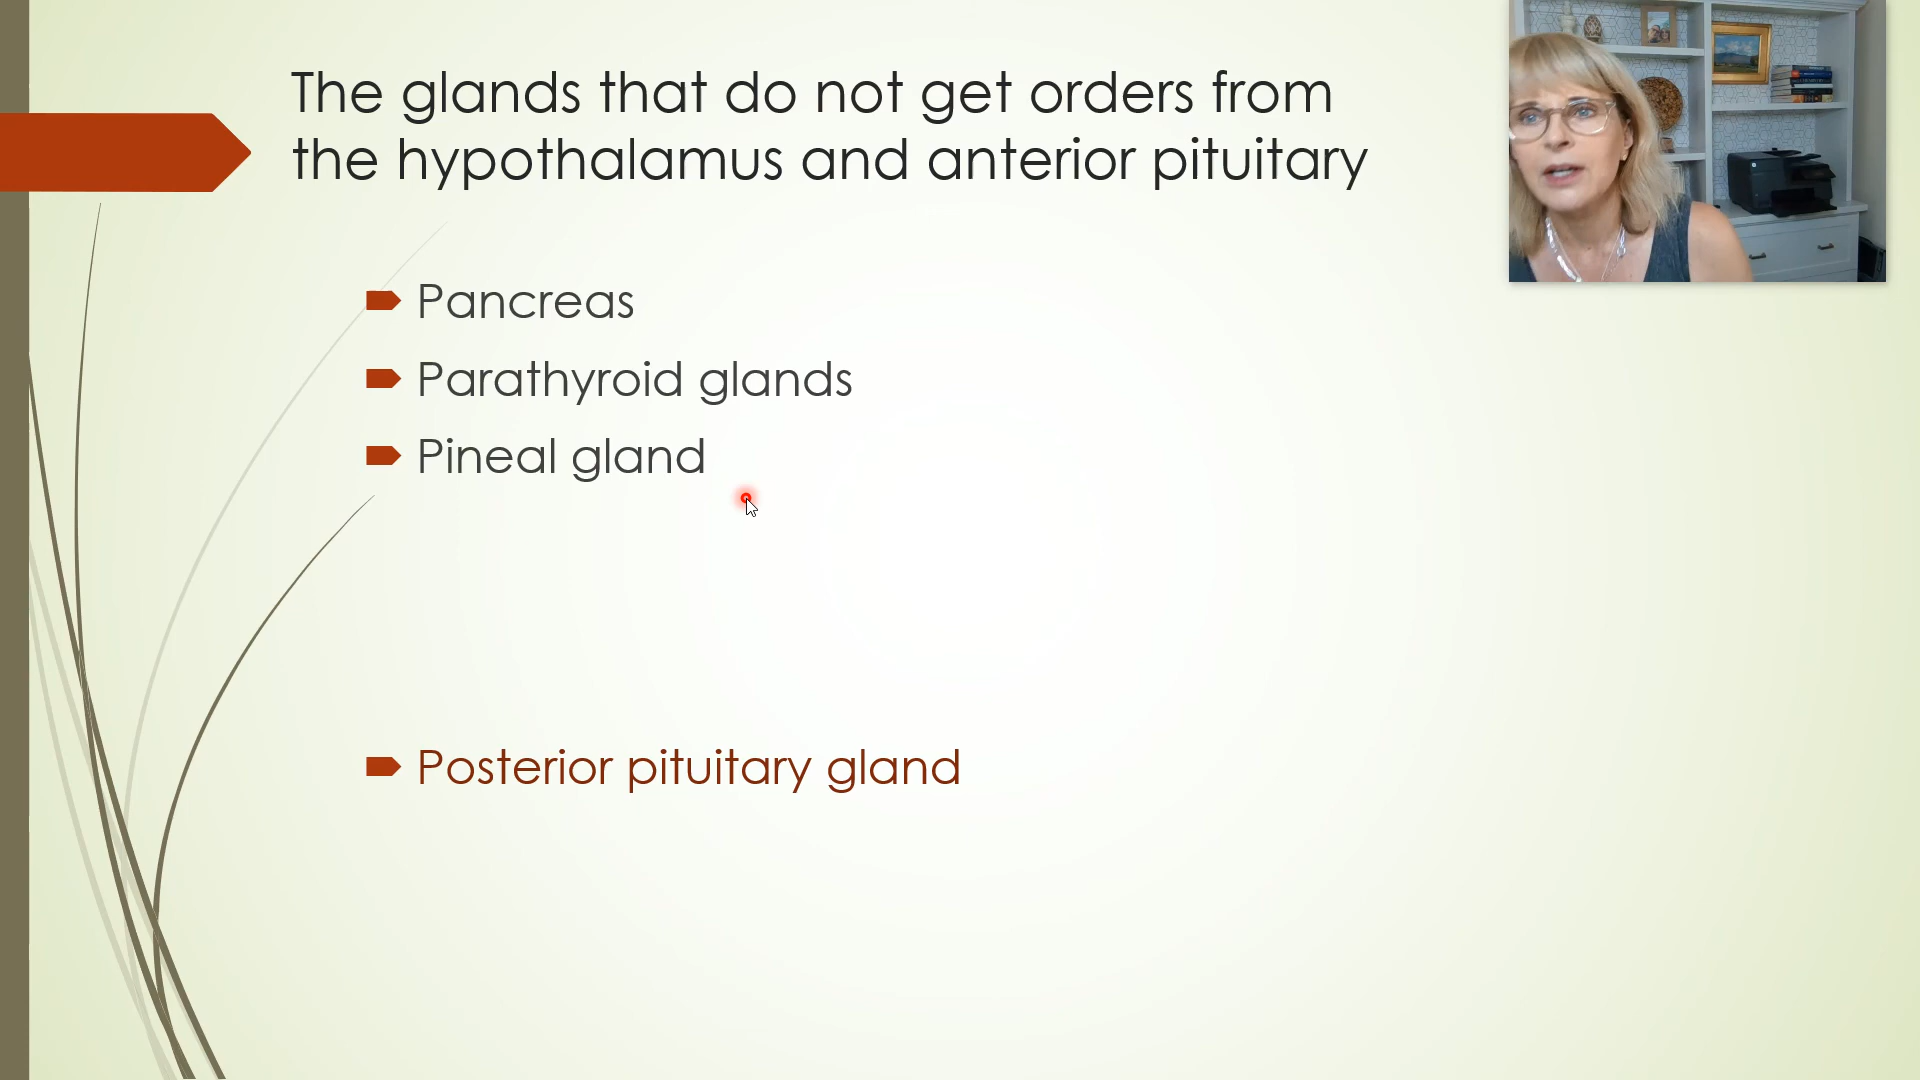 The glands that do not get orders from
the hypothalamus and anterior pituitary
Pancreas
Parathyroid glands
Pineal gland
Posterior pituitary gland